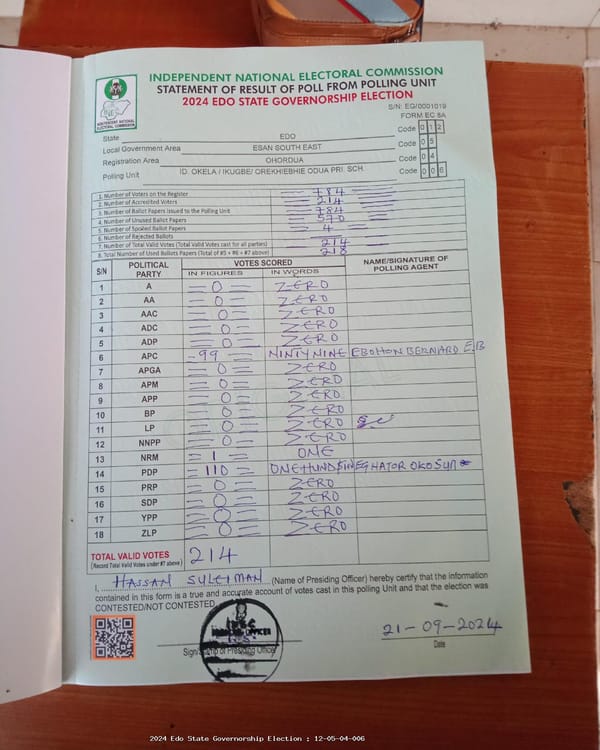 INDEPENDENT NATIONAL ELECTORAL COMMISSION
STATEMENT OF RESULT OF POLL FROM POLLING UNIT
2024 EDO STATE GOVERNORSHIP ELECTION
S/N: EG/0001019
FORM EC 8A
INEC
INDEPENDENT NATIONAL ELECTORAL COMMISSION
State EDO Code 0 1 2
Local Government Area ESAN SOUTH EAST Code 0 5
Registration Area OHORDUA Code 0 4
Polling Unit ID. OKELA / IKUGBE/ OREKHIEBHIE ODUA PRI. SCH. Code 0 0 6
1. Number of Voters on the Register 784
2. Number of Accredited Voters 214
3. Number of Ballot Papers Issued to the Polling Unit 784
4. Number of Unused Ballot Papers 570
5. Number of Spoiled Ballot Papers 4
6. Number of Rejected Ballots
7. Number of Total Valid Votes (Total Valid Votes cast for all parties) 214
8. Total Number of Used Ballots Papers (Total of #5 + #6 + #7 above) 218
S/N POLITICAL PARTY VOTES SCORED NAME/SIGNATURE OF POLLING AGENT
IN FIGURES IN WORDS
1 A 0 ZERO
2 AA 0 ZERO
3 AAC 0 ZERO
4 ADC 0 ZERO
5 ADP 0 ZERO
6 APC 99 NINTYNINE EBOHON BERNARD E.B
7 APGA 0 ZERO
8 APM 0 ZERO
9 APP 0 ZERO
10 BP 0 ZERO
11 LP 0 ZERO
12 NNPP 0 ZERO
13 NRM 1 ONE
14 PDP 110 ONE HUND OKOSUN
15 PRP 0 ZERO
16 SDP 0 ZERO
17 YPP 0 ZERO
18 ZLP 0 ZERO
TOTAL VALID VOTES 214
(Record Total Valid Votes under #7 above)
I, HASSAN SULEIMAN (Name of Presiding Officer) hereby certify that the information
contained in this form is a true and accurate account of votes cast in this polling Unit and that the election was
CONTESTED/NOT CONTESTED
INEC
PRESIDING OFFICER
21-09-2024
Sign/Stamp of Presiding Officer
Date
2024 Edo State Governorship Election : 12-05-04-006